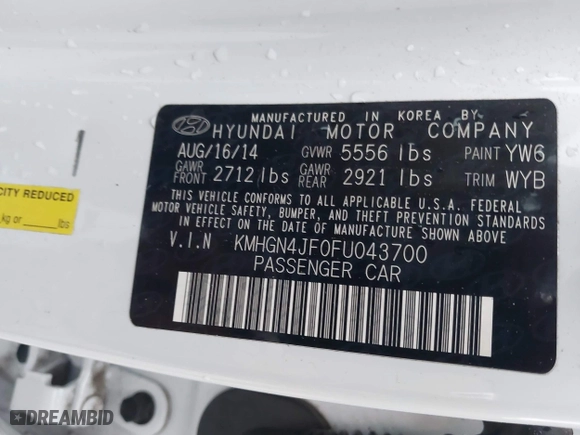 MANUFACTURED IN KOREA BY
HYUNDAI MOTOR COMPANY
AUG/16/14 GVWR 5556 lbs PAINT YW6
GAWR FRONT 2712 lbs GAWR REAR 2921 lbs TRIM WYB
THIS VEHICLE CONFORMS TO ALL APPLICABLE U.S.A. FEDERAL
MOTOR VEHICLE SAFETY, BUMPER, AND THEFT PREVENTION STANDARDS
IN EFFECT ON THE DATE OF MANUFACTURE SHOWN ABOVE.
V.I.N KMHGN4JF0FU043700
PASSENGER CAR
CITY REDUCED
kg or lbs
DREAMBID